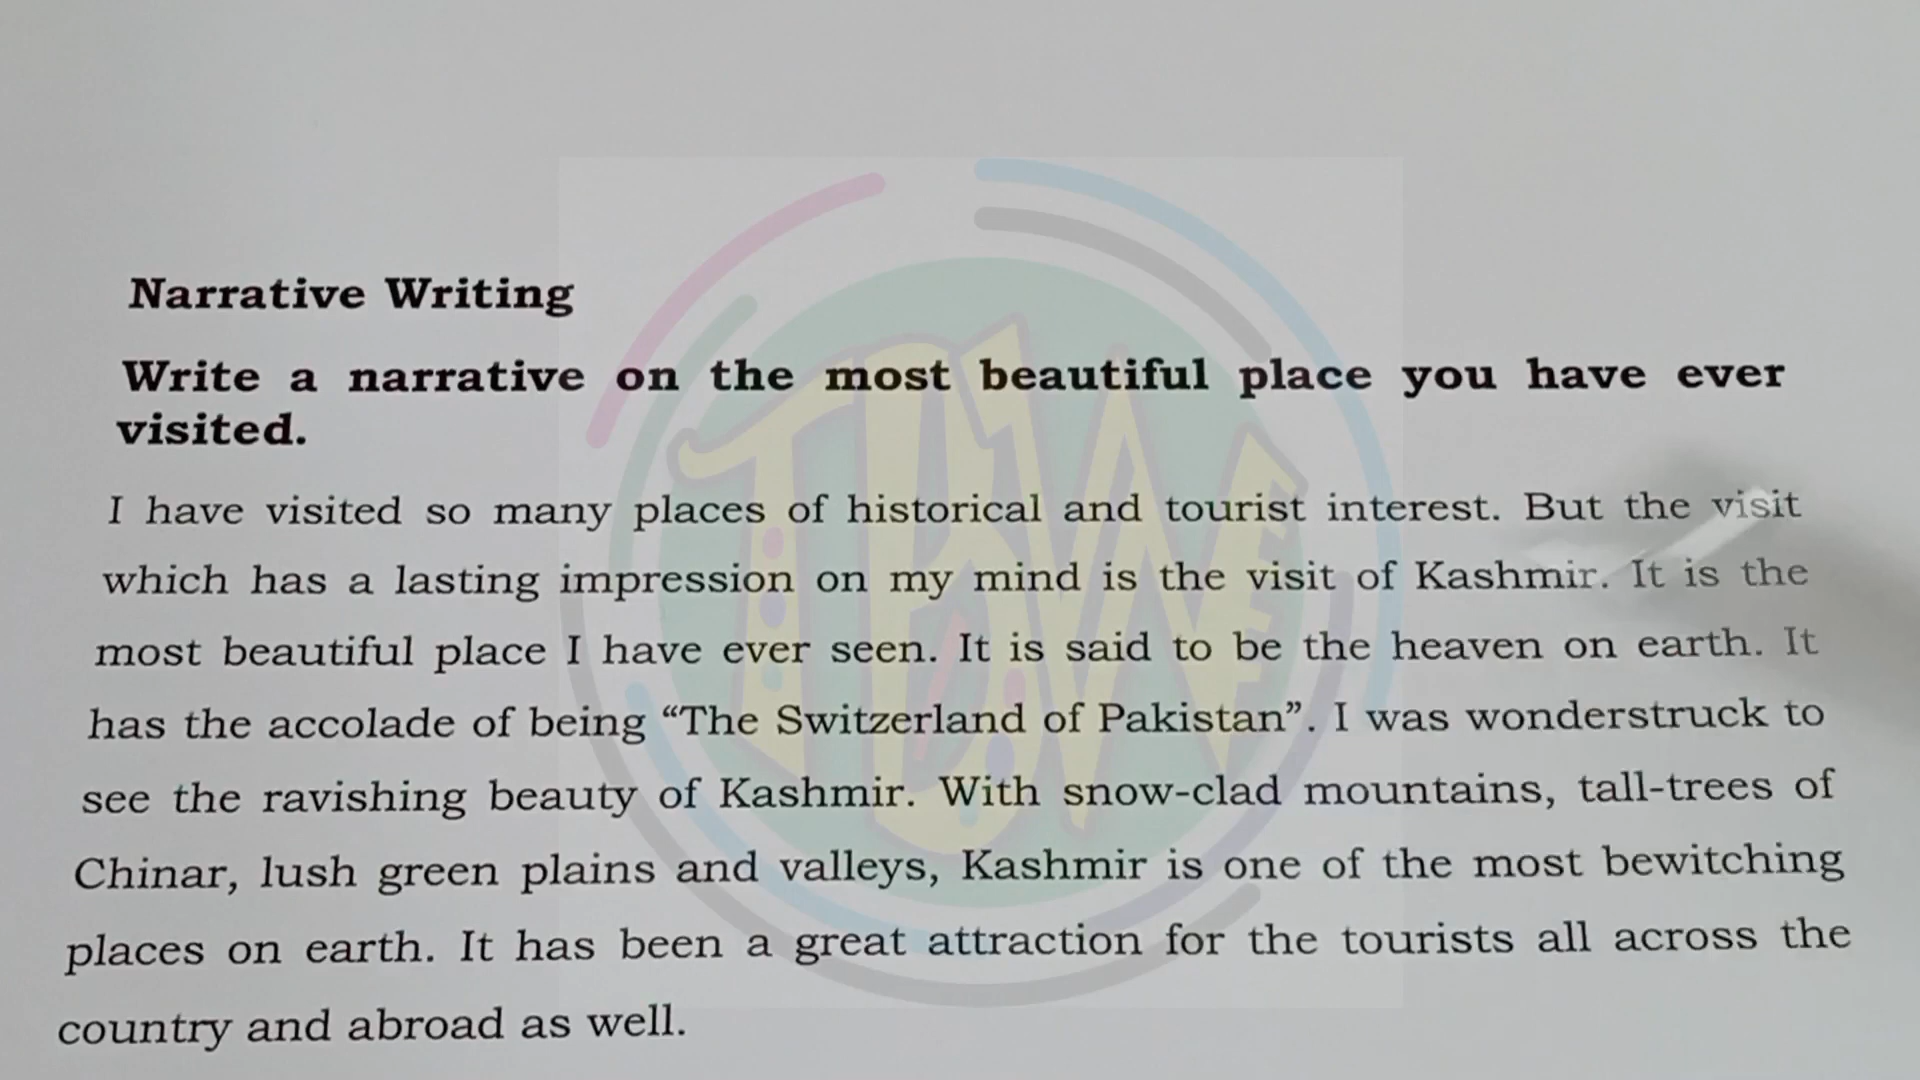 Narrative Writing
Write a narrative on the most beautiful place you have ever
visited.
I have visited so many places of historical and tourist interest. But the visit
which has a lasting impression on my mind is the visit of Kashmir. It is the
most beautiful place I have ever seen. It is said to be the heaven on earth. It
has the accolade of being “The Switzerland of Pakistan”. I was wonderstruck to
see the ravishing beauty of Kashmir. With snow-clad mountains, tall-trees of
Chinar, lush green plains and valleys, Kashmir is one of the most bewitching
places on earth. It has been a great attraction for the tourists all across the
country and abroad as well.